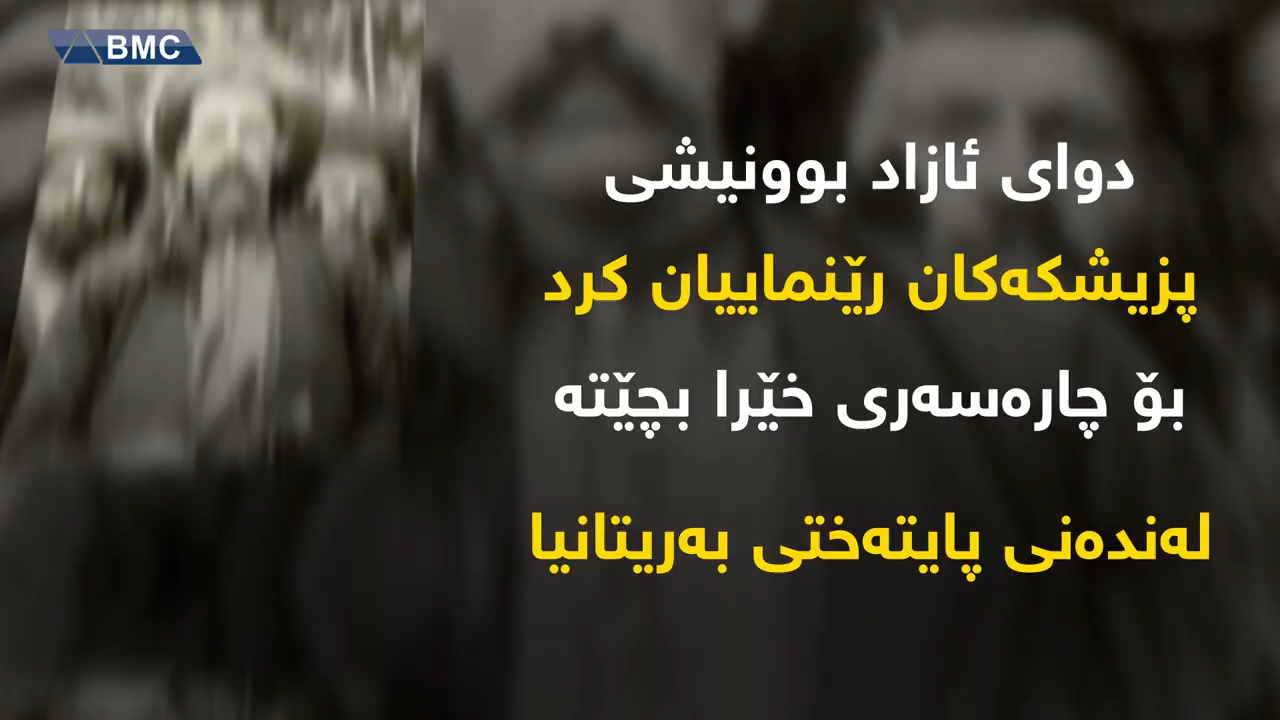 BMC
دوای ئازاد بوونیشی
پزیشکەکان رێنماییان کرد
بۆ چارەسەری خێرا بچێتە
لەندەنی پایتەختی بەریتانیا